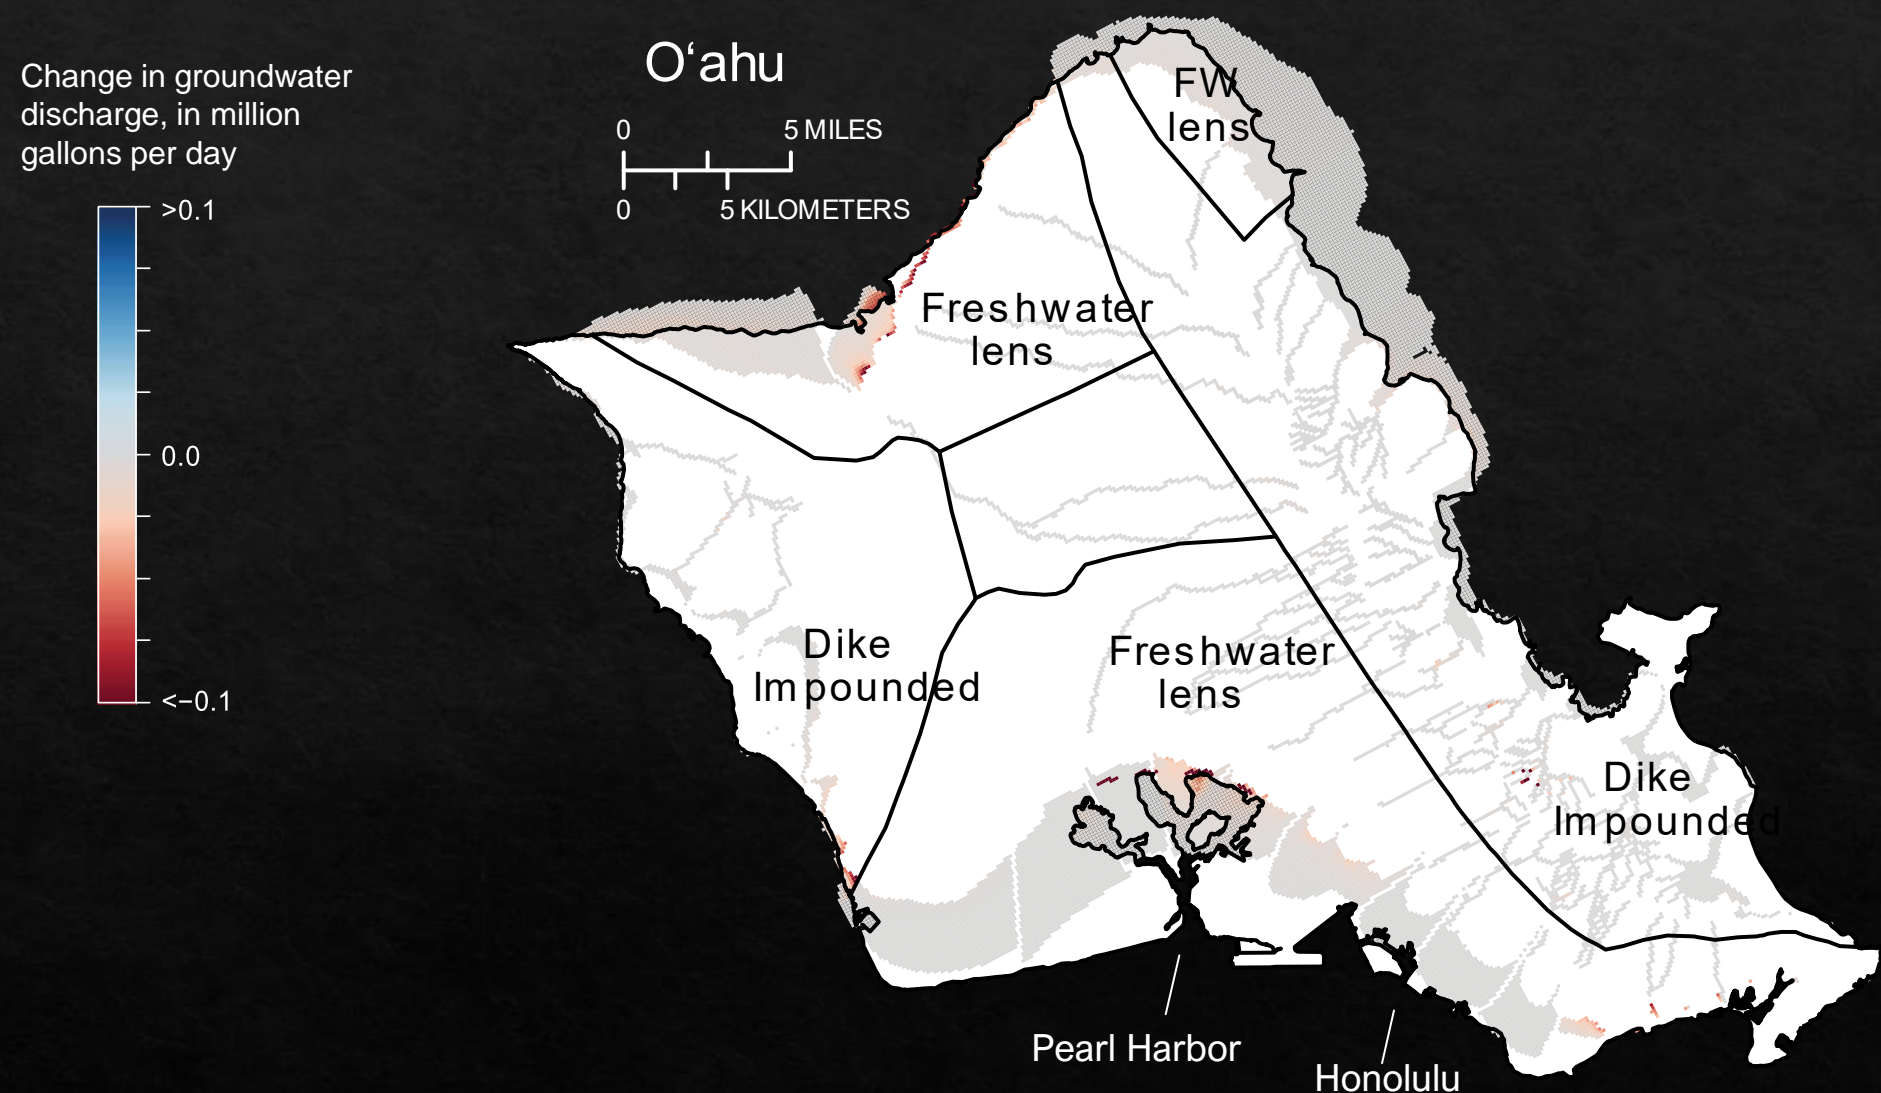 Oʻahu
Change in groundwater
discharge, in million
gallons per day
>0.1
0.0
<−0.1
0
5 MILES
0
5 KILOMETERS
FW
lens
Freshwater
lens
Dike
Impounded
Freshwater
lens
Dike
Impounded
Pearl Harbor
Honolulu